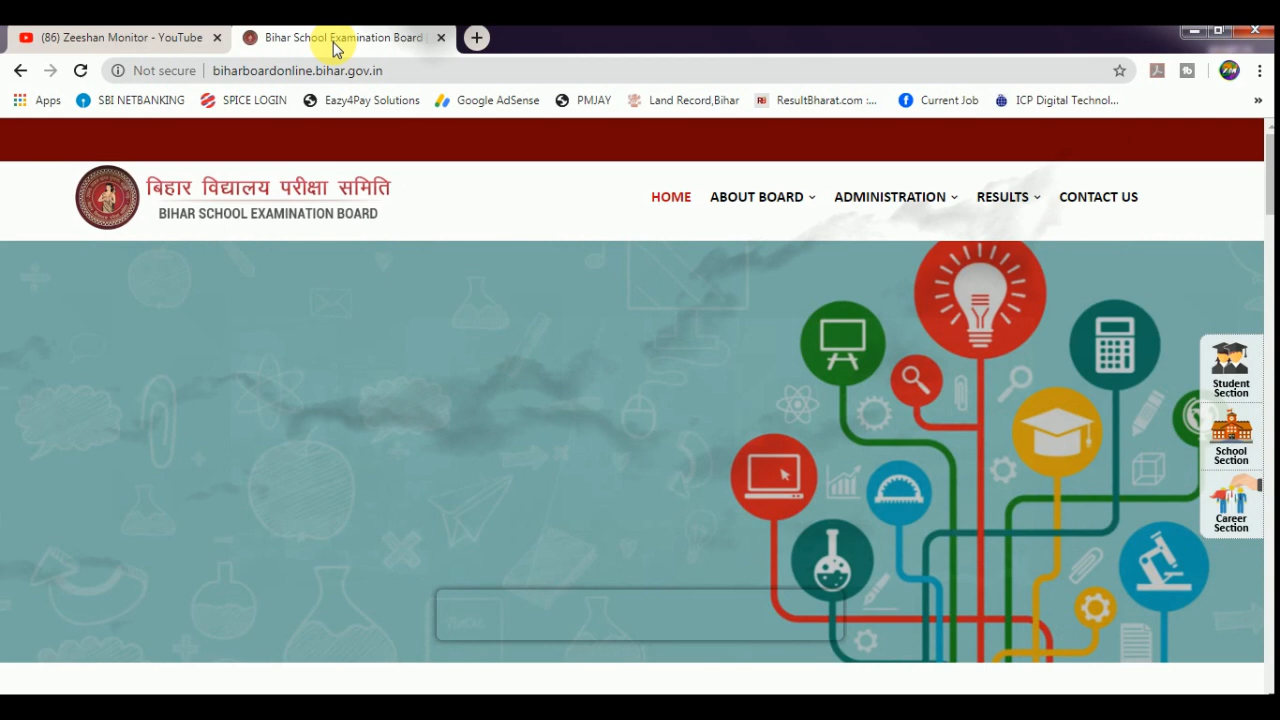 (86) Zeeshan Monitor - YouTube
Bihar School Examination Board
Not secure
biharboardonline.bihar.gov.in
Apps
SBI NETBANKING
SPICE LOGIN
Eazy4Pay Solutions
Google AdSense
PMJAY
Land Record,Bihar
ResultBharat.com :...
Current Job
ICP Digital Technol...
»
बिहार विद्यालय परीक्षा समिति
BIHAR SCHOOL EXAMINATION BOARD
HOME
ABOUT BOARD
ADMINISTRATION
RESULTS
CONTACT US
Student
Section
School
Section
Career
Section